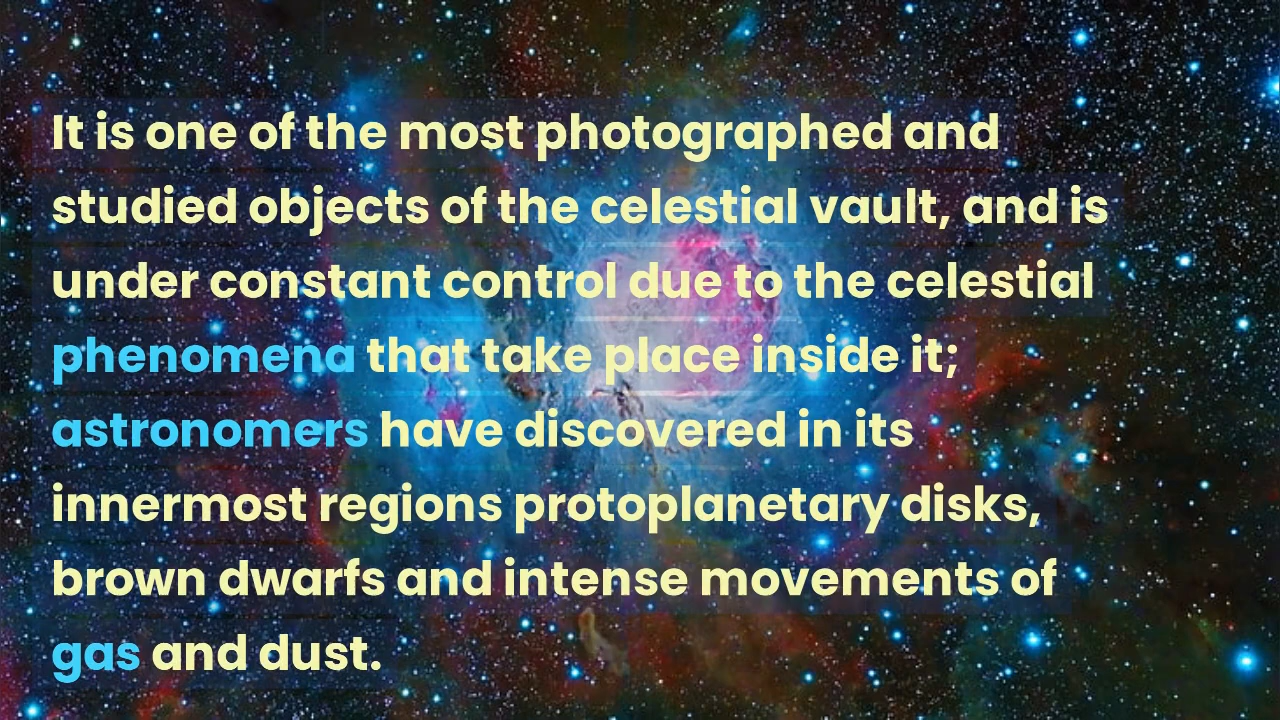 It is one of the most photographed and
studied objects of the celestial vault, and is
under constant control due to the celestial
phenomena that take place inside it;
astronomers have discovered in its
innermost regions protoplanetary disks,
brown dwarfs and intense movements of
gas and dust.